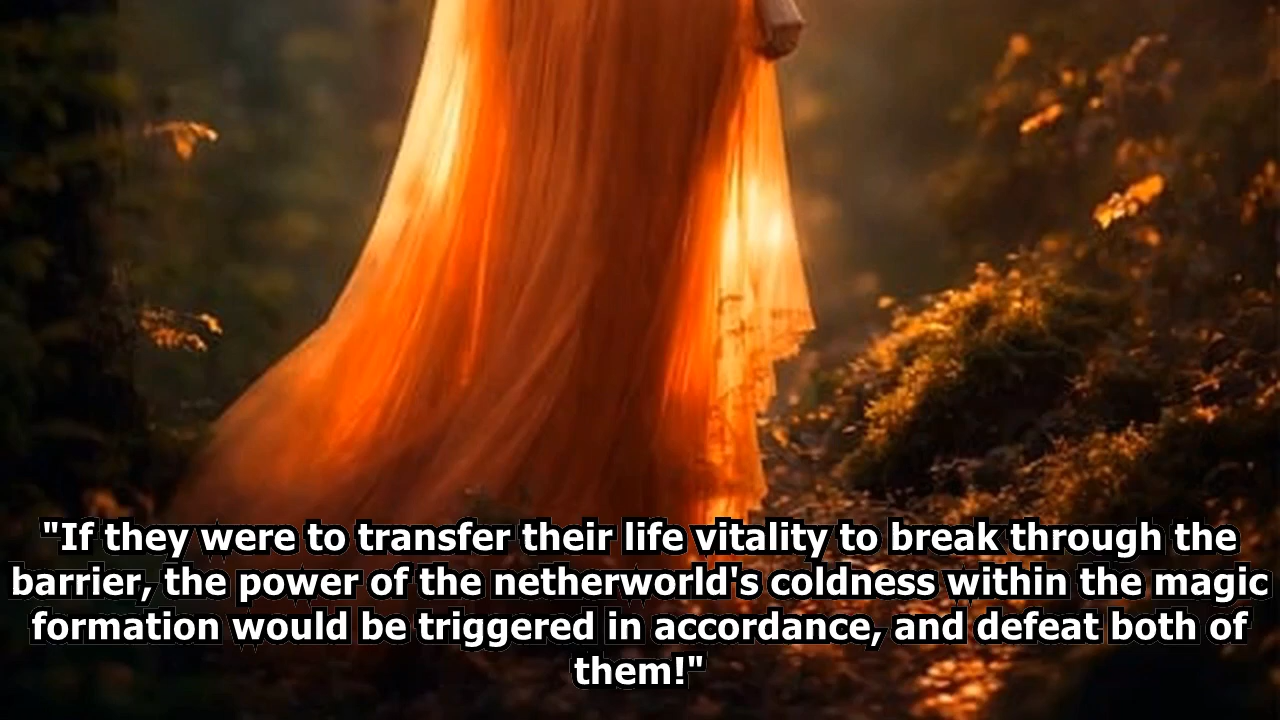 "If they were to transfer their life vitality to break through the
barrier, the power of the netherworld's coldness within the magic
formation would be triggered in accordance, and defeat both of
them!"